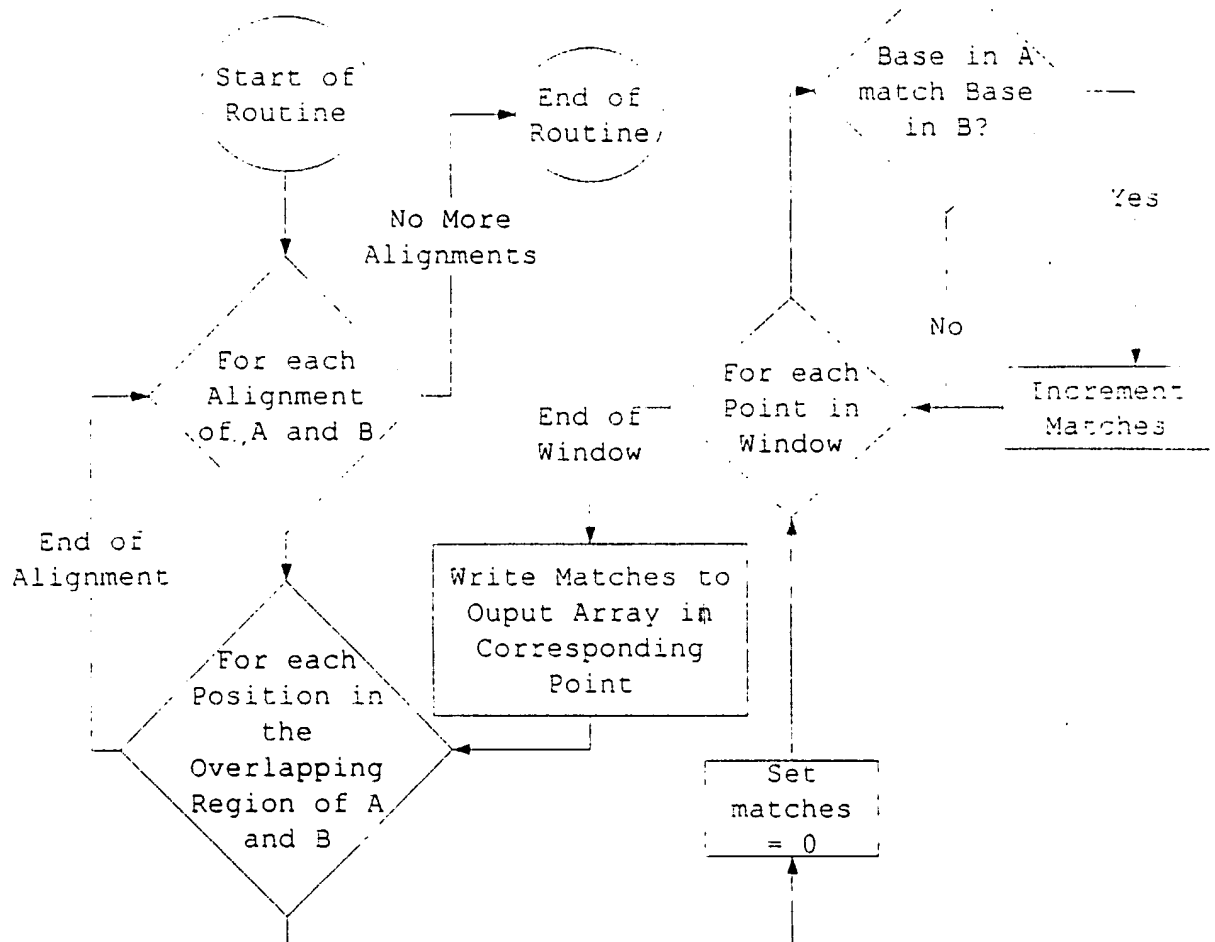 Start of
Routine
End of
Routine
Base in A
match Base
in B?
No More
Alignments
Yes
No
For each
Alignment
of A and B
For each
Point in
Window
Increment
Matches
End of
Window
End of
Alignment
Write Matches to
Ouput Array in
Corresponding
Point
For each
Position in
the
Overlapping
Region of A
and B
Set
matches
= 0